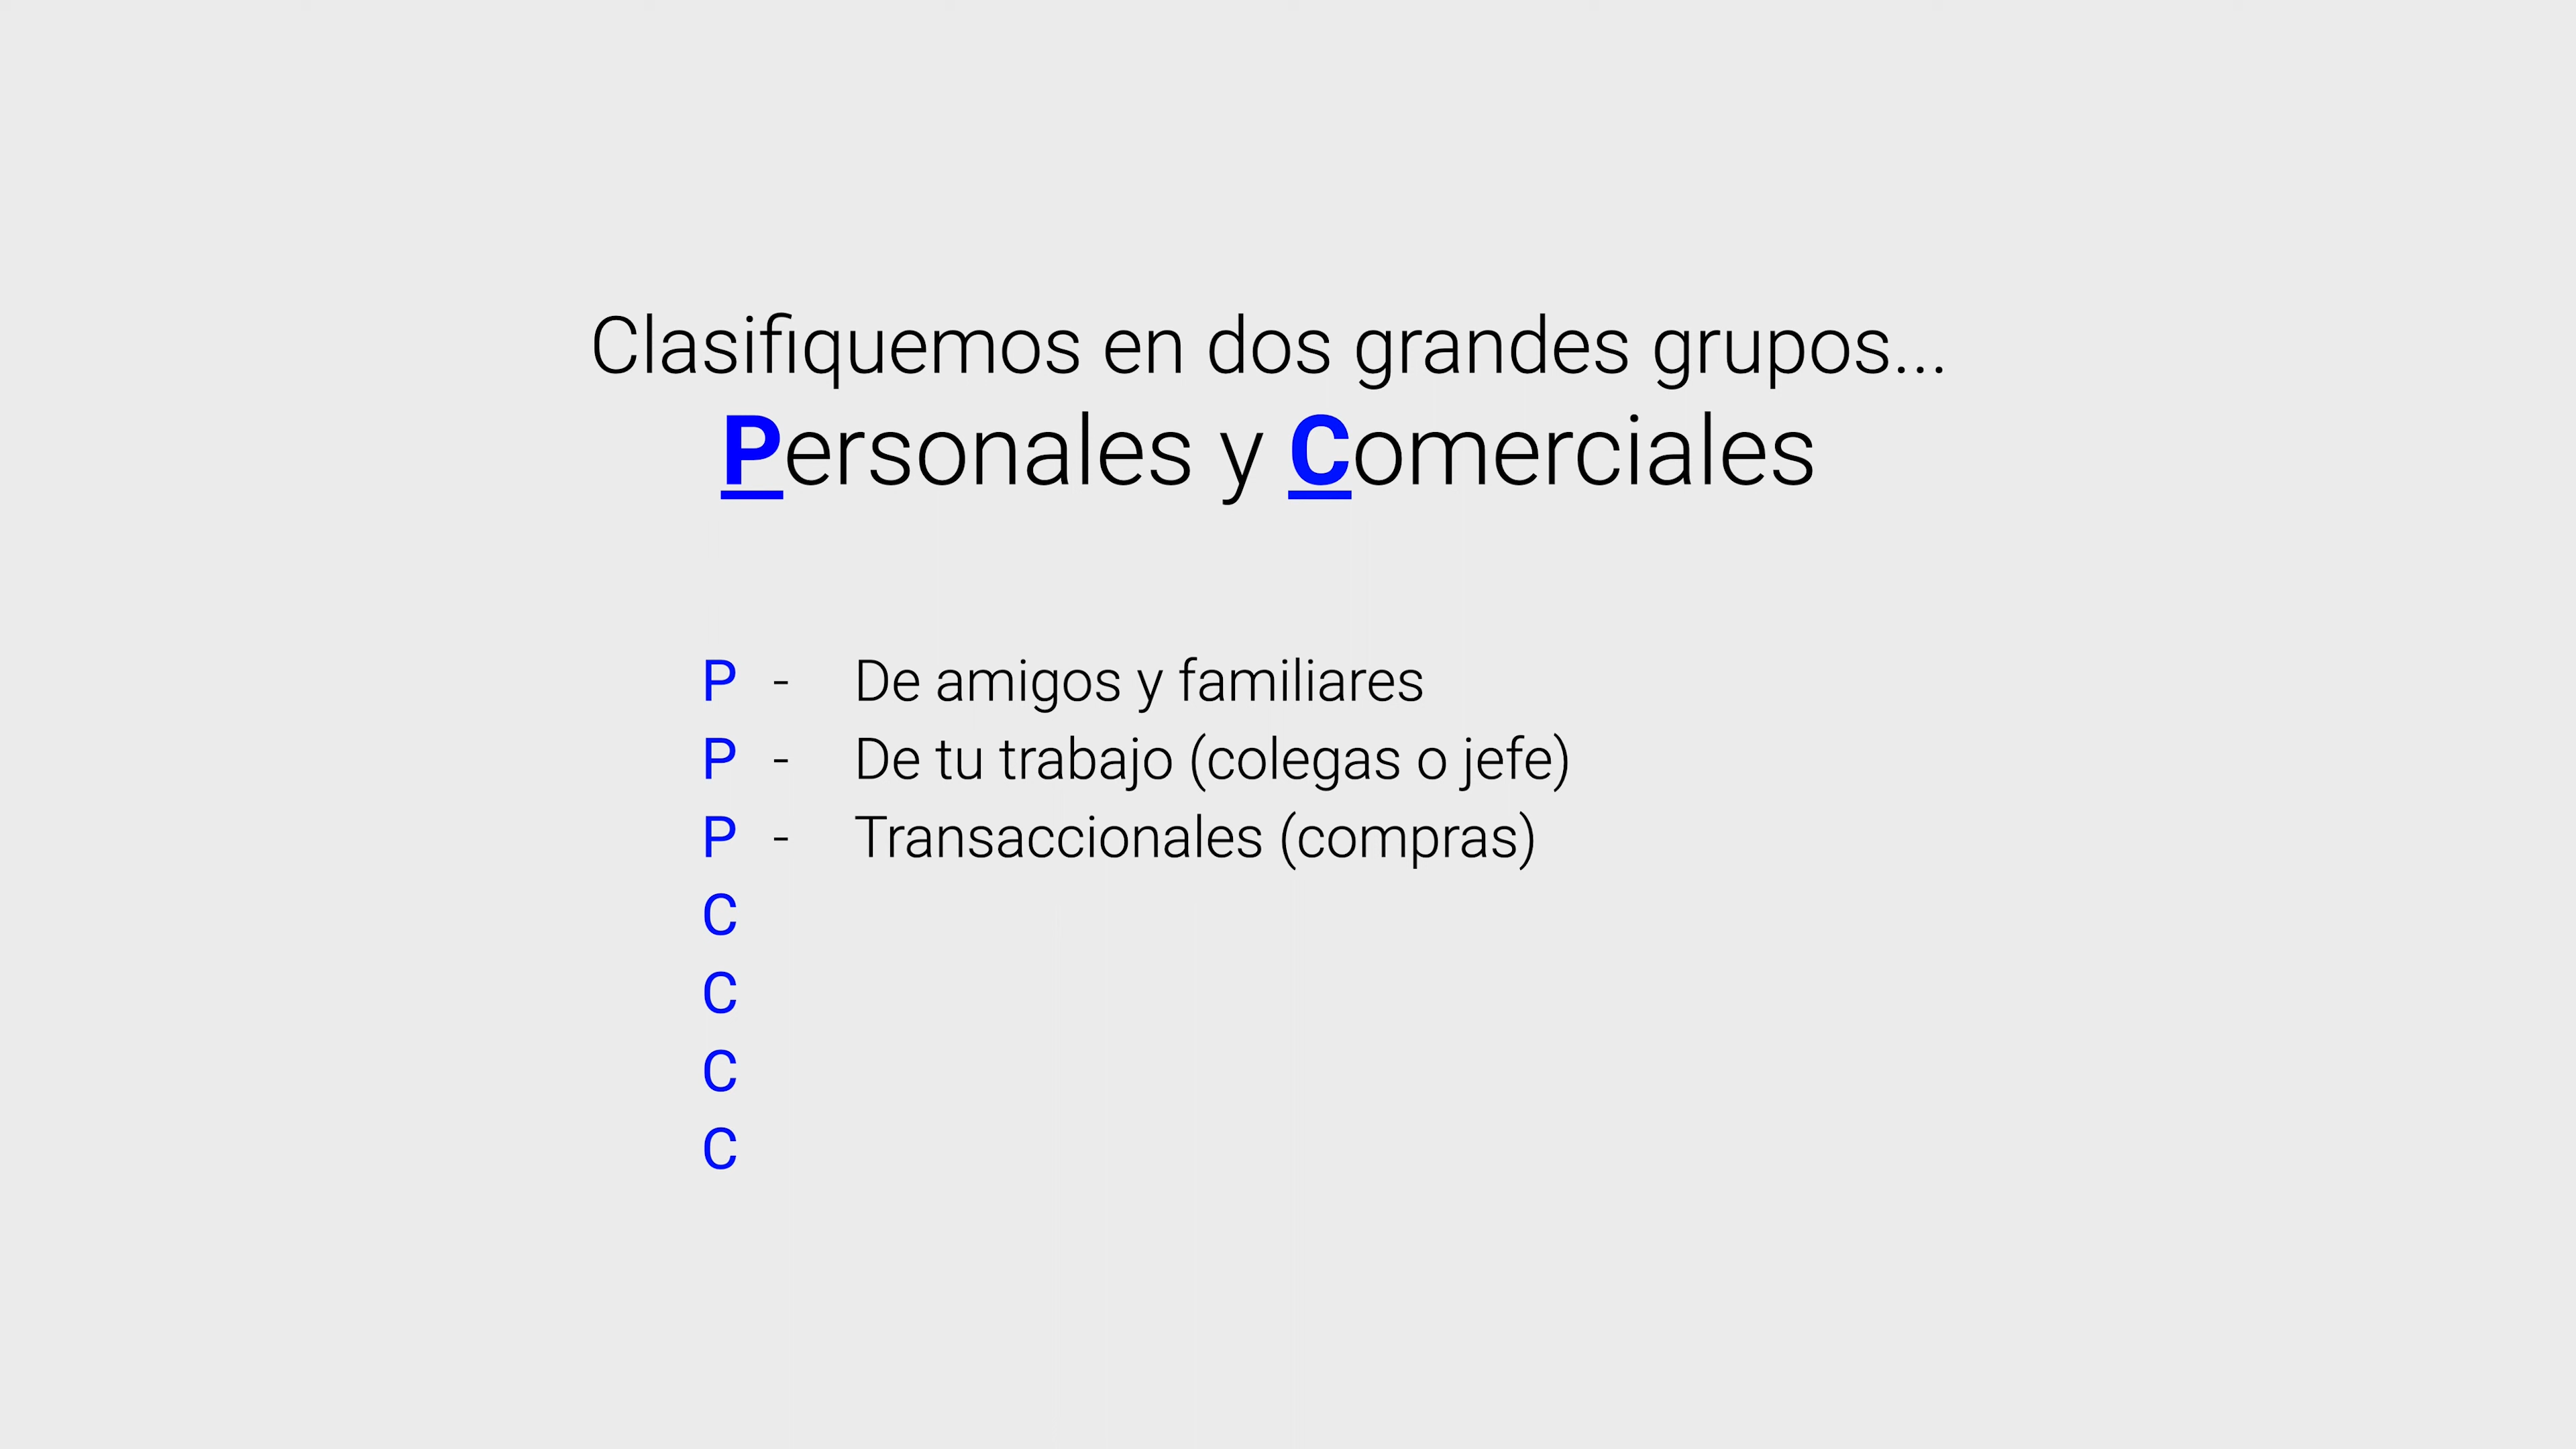 Clasifiquemos en dos grandes grupos...
Personales y Comerciales
P - De amigos y familiares
P - De tu trabajo (colegas o jefe)
P - Transaccionales (compras)
C
C
C
C